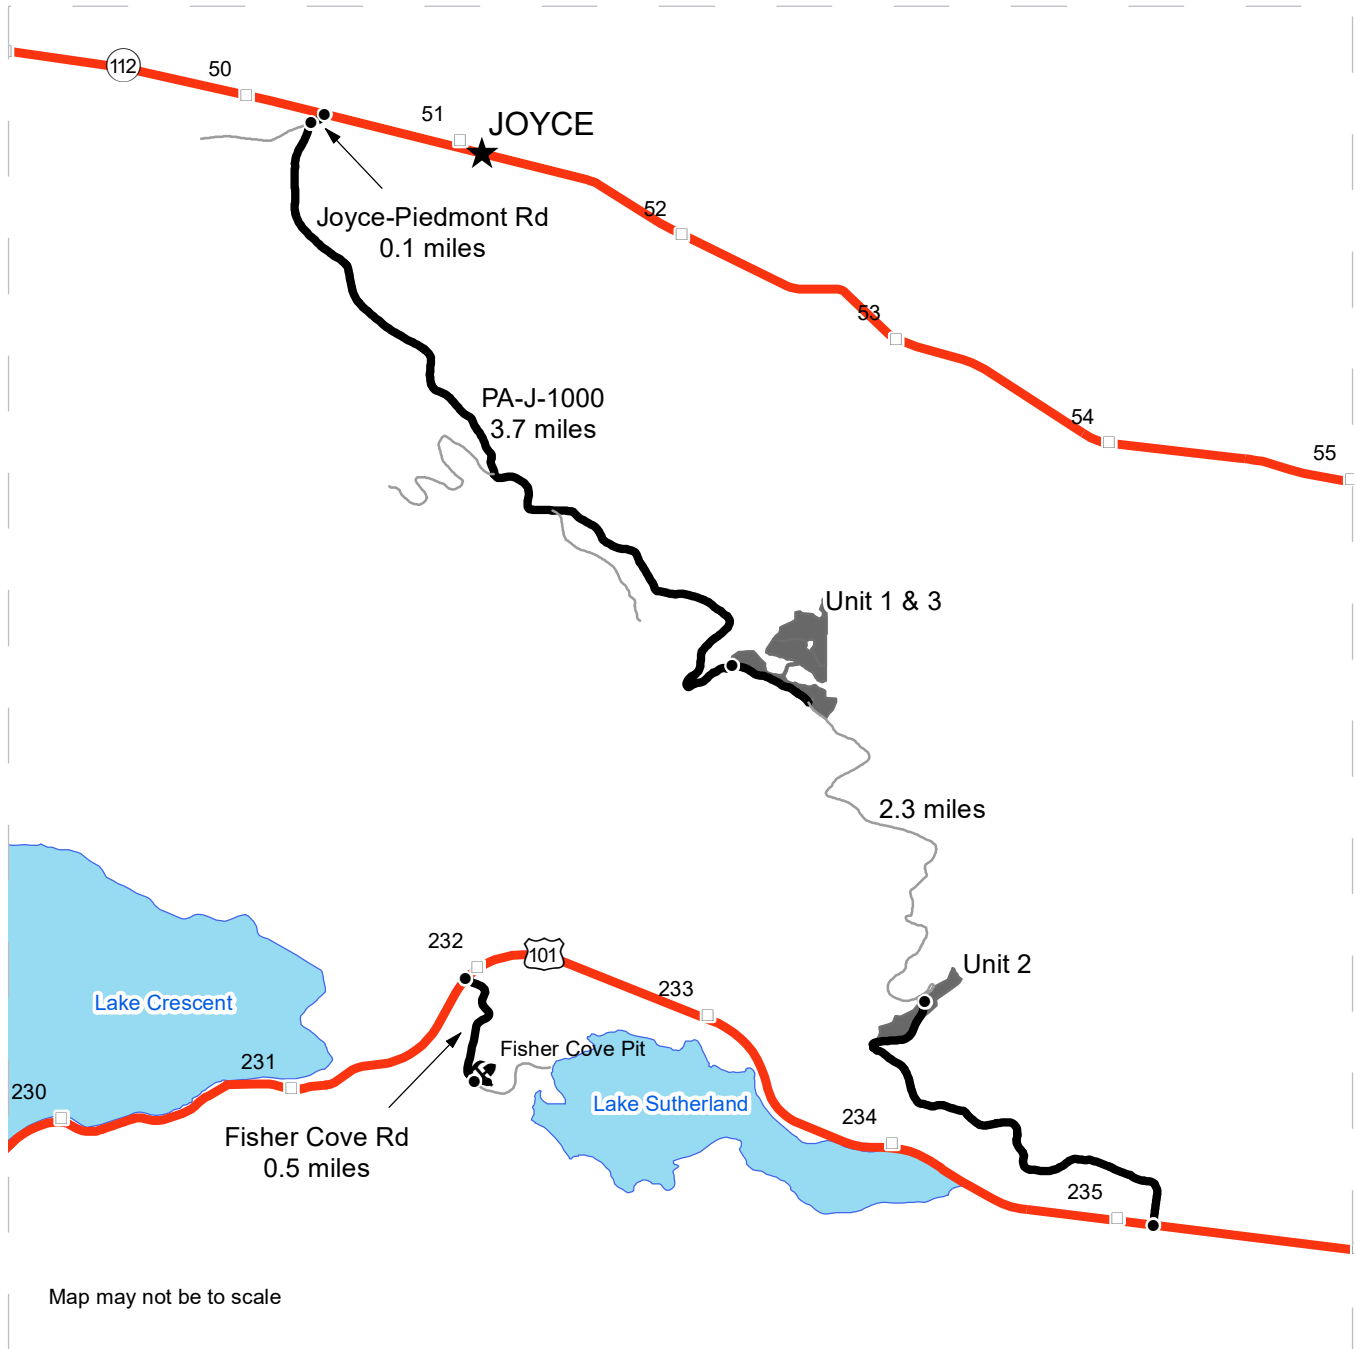 112
50
51
JOYCE
Joyce-Piedmont Rd
0.1 miles
52
53
54
55
PA-J-1000
3.7 miles
Unit 1 & 3
2.3 miles
232
101
233
Unit 2
Lake Crescent
231
Fisher Cove Pit
230
Lake Sutherland
234
Fisher Cove Rd
0.5 miles
235
Map may not be to scale